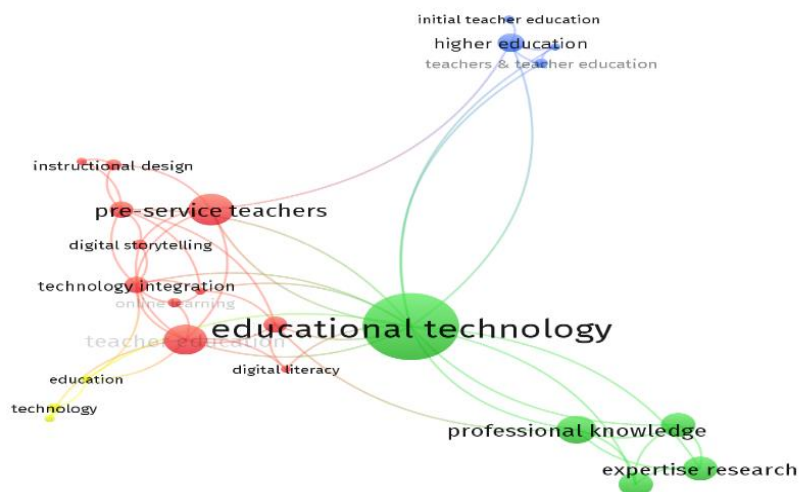 initial teacher education
higher education
teachers & teacher education
instructional design
pre-service teachers
digital storytelling
technology integration
online learning
educational technology
teacher education
digital literacy
education
technology
professional knowledge
expertise research